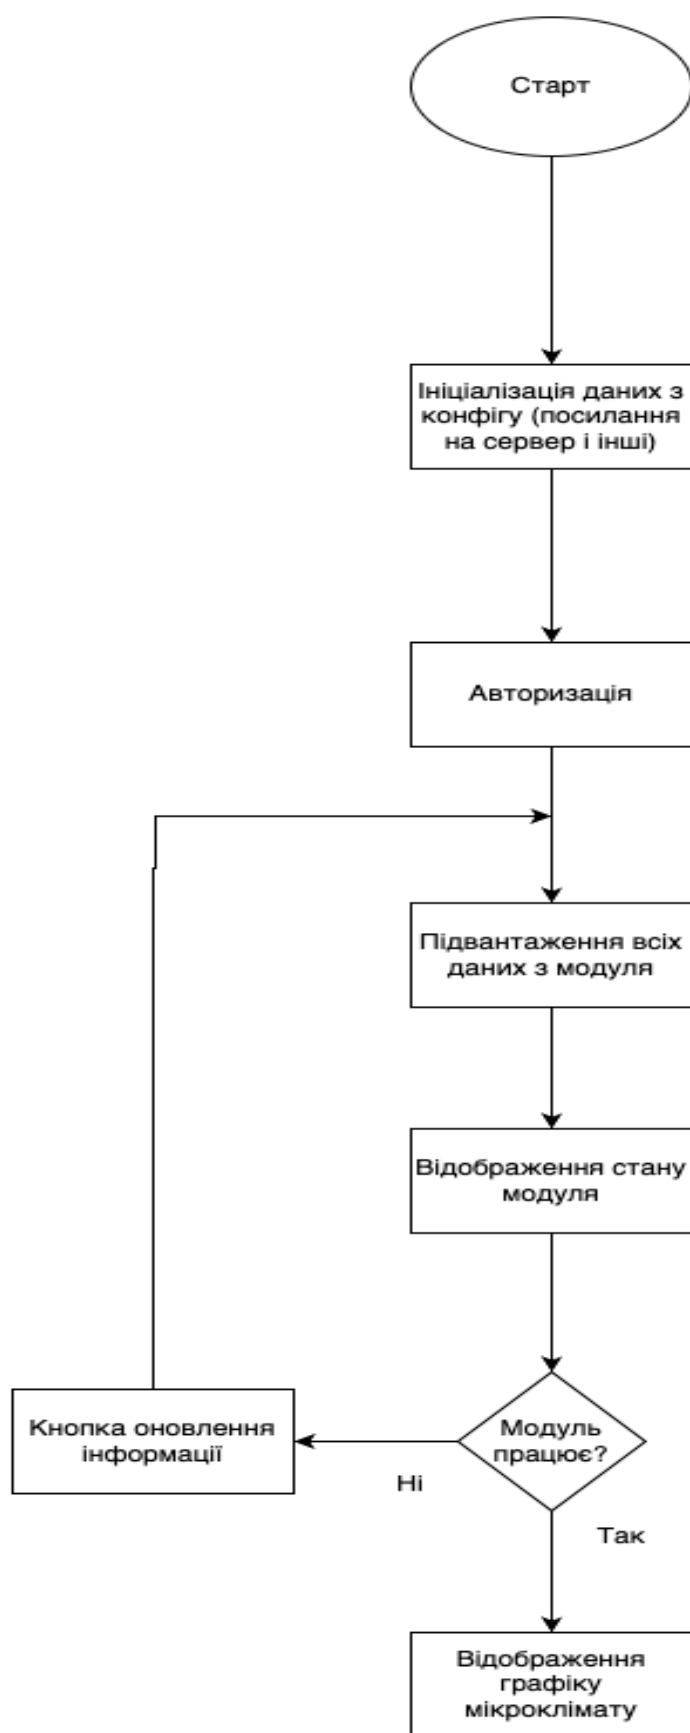 Старт
Ініціалізація даних з
конфігу (посилання
на сервер і інші)
Авторизація
Підвантаження всіх
даних з модуля
Відображення стану
модуля
Модуль
працює?
Кнопка оновлення
інформації
Ні
Так
Відображення
графіку
мікроклімату